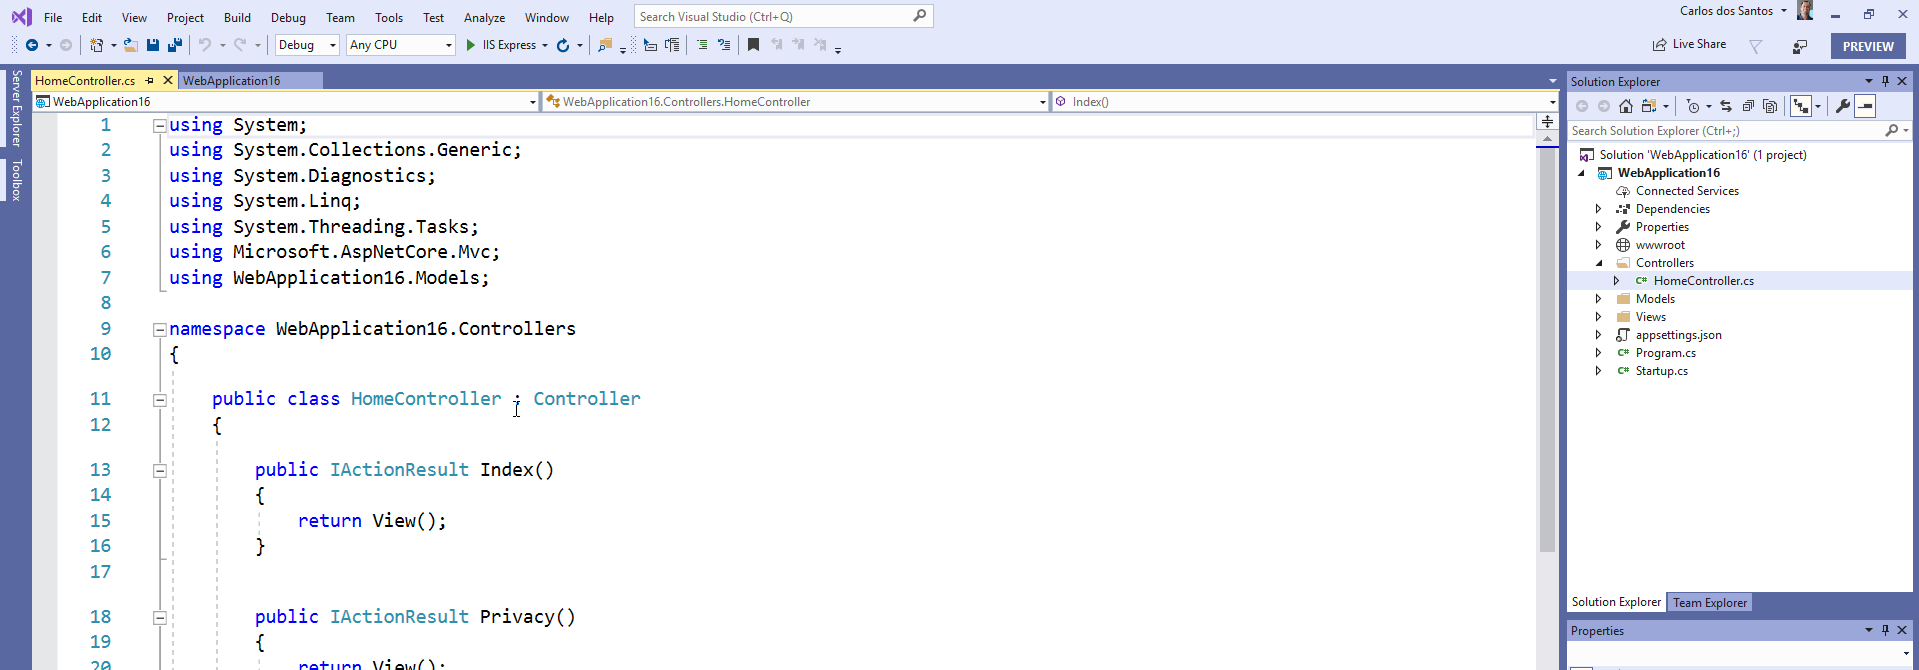 File Edit View Project Build Debug Team Tools Test Analyze Window Help Search Visual Studio (Ctrl+Q) Carlos dos Santos
Debug Any CPU IIS Express Live Share PREVIEW
Server Explorer
Toolbox
HomeController.cs WebApplication16
WebApplication16 WebApplication16.Controllers.HomeController Index()
1 using System;
2 using System.Collections.Generic;
3 using System.Diagnostics;
4 using System.Linq;
5 using System.Threading.Tasks;
6 using Microsoft.AspNetCore.Mvc;
7 using WebApplication16.Models;
8
9 namespace WebApplication16.Controllers
10 {
11 public class HomeController : Controller
12 {
13 public IActionResult Index()
14 {
15 return View();
16 }
17
18 public IActionResult Privacy()
19 {
20 return View();
Solution Explorer
Search Solution Explorer (Ctrl+;)
Solution 'WebApplication16' (1 project)
WebApplication16
Connected Services
Dependencies
Properties
wwwroot
Controllers
C# HomeController.cs
Models
Views
appsettings.json
C# Program.cs
C# Startup.cs
Solution Explorer Team Explorer
Properties